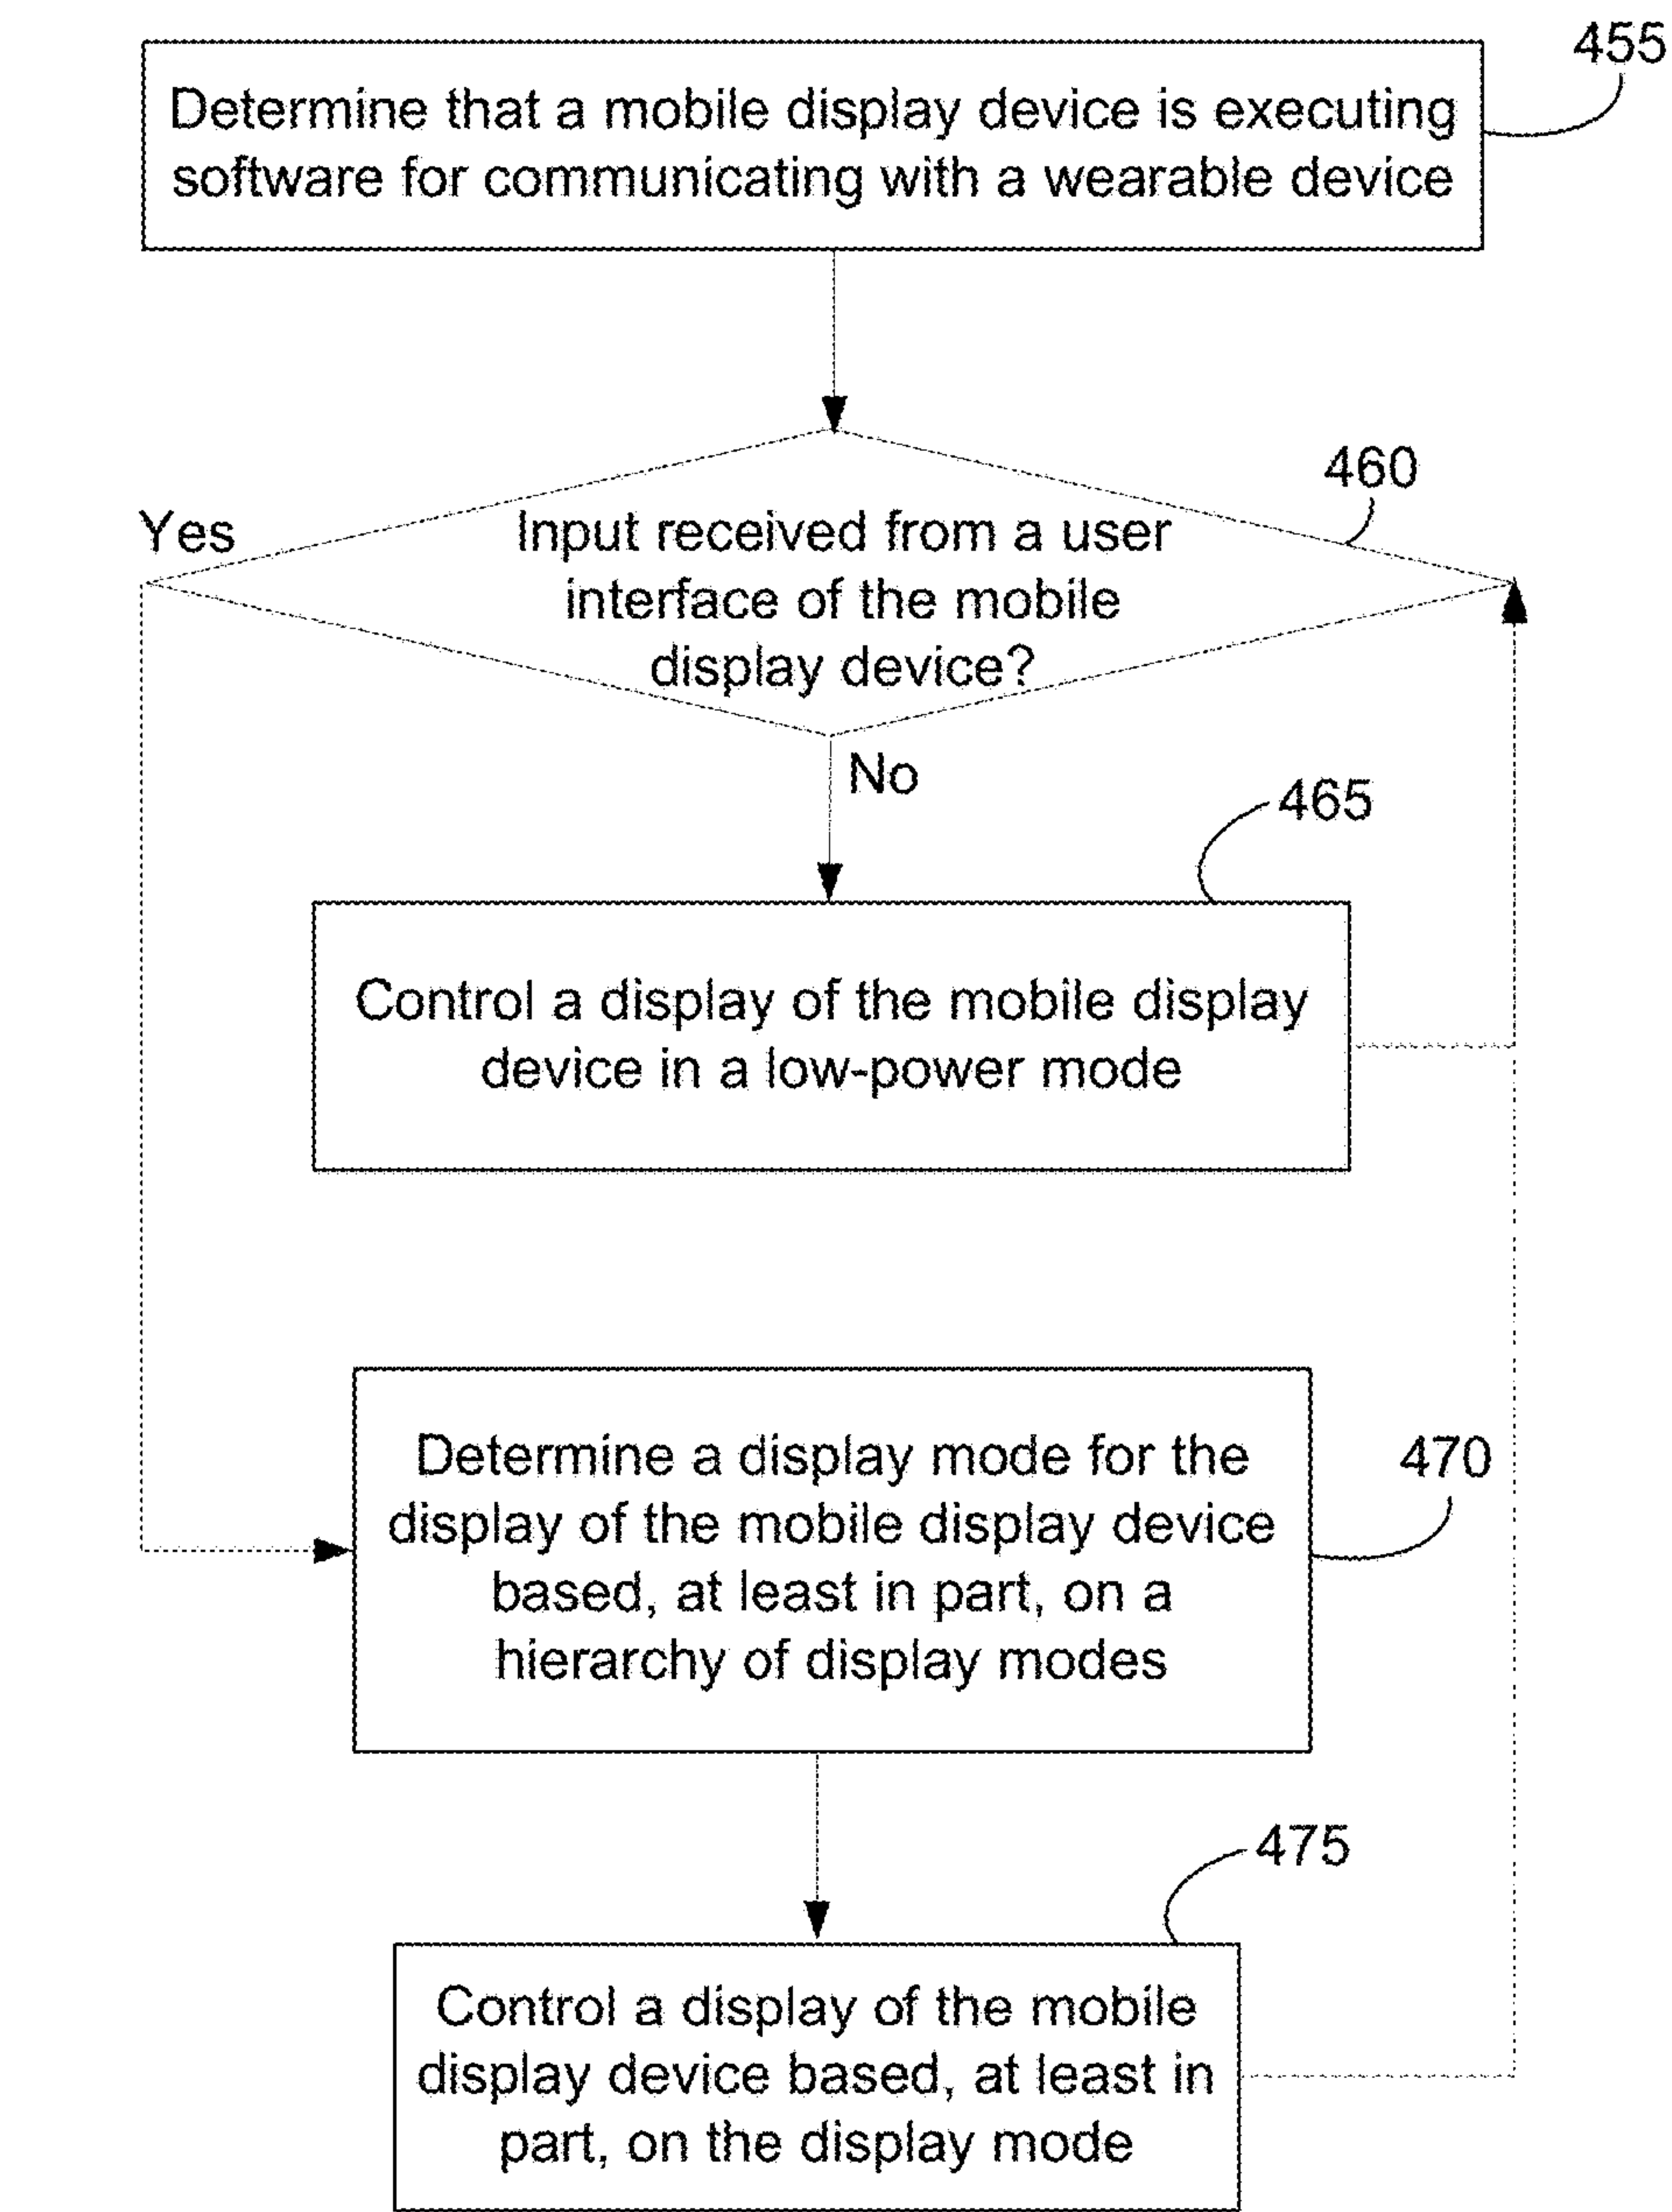 455
Determine that a mobile display device is executing
software for communicating with a wearable device
460
Yes
Input received from a user
interface of the mobile
display device?
No
465
Control a display of the mobile display
device in a low-power mode
Determine a display mode for the
470
display of the mobile display device
based, at least in part, on a
hierarchy of display modes
475
Control a display of the mobile
display device based, at least in
part, on the display mode